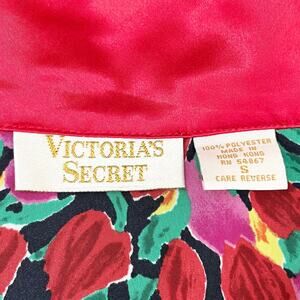 VICTORIA'S
SECRET
100% POLYESTER
MADE IN
HONG KONG
RN 54867
S
CARE REVERSE